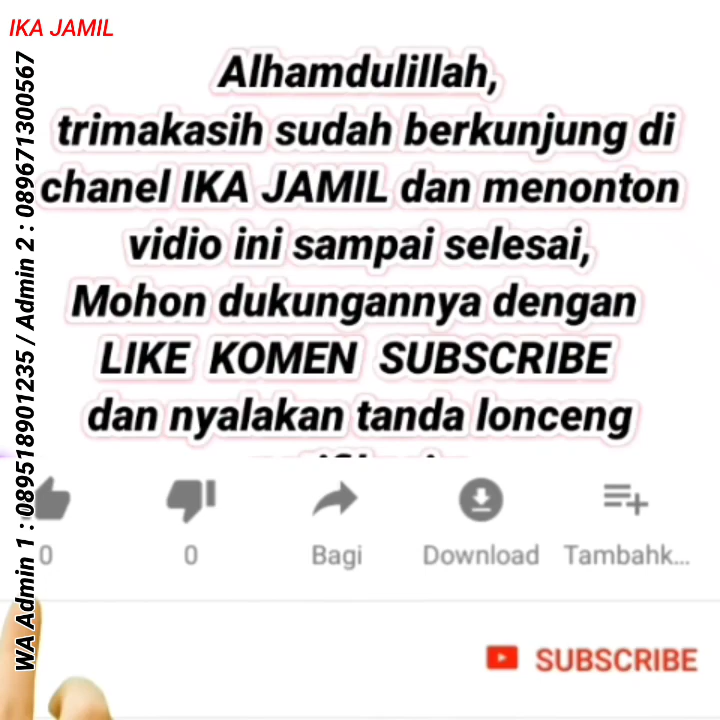 IKA JAMIL
WA Admin 1 : 089518901235 / Admin 2 : 089671300567
Alhamdulillah,
trimakasih sudah berkunjung di
chanel IKA JAMIL dan menonton
vidio ini sampai selesai,
Mohon dukungannya dengan
LIKE KOMEN SUBSCRIBE
dan nyalakan tanda lonceng
0 0 Bagi Download Tambahk...
SUBSCRIBE